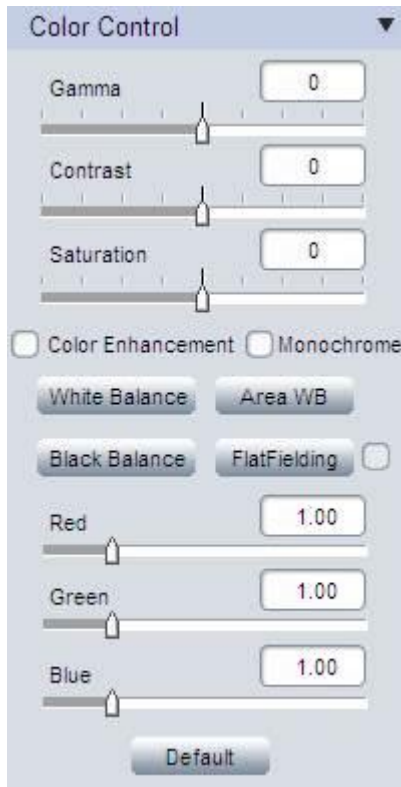 Color Control
Gamma 0
Contrast 0
Saturation 0
Color Enhancement Monochrome
White Balance Area WB
Black Balance FlatFielding
Red 1.00
Green 1.00
Blue 1.00
Default